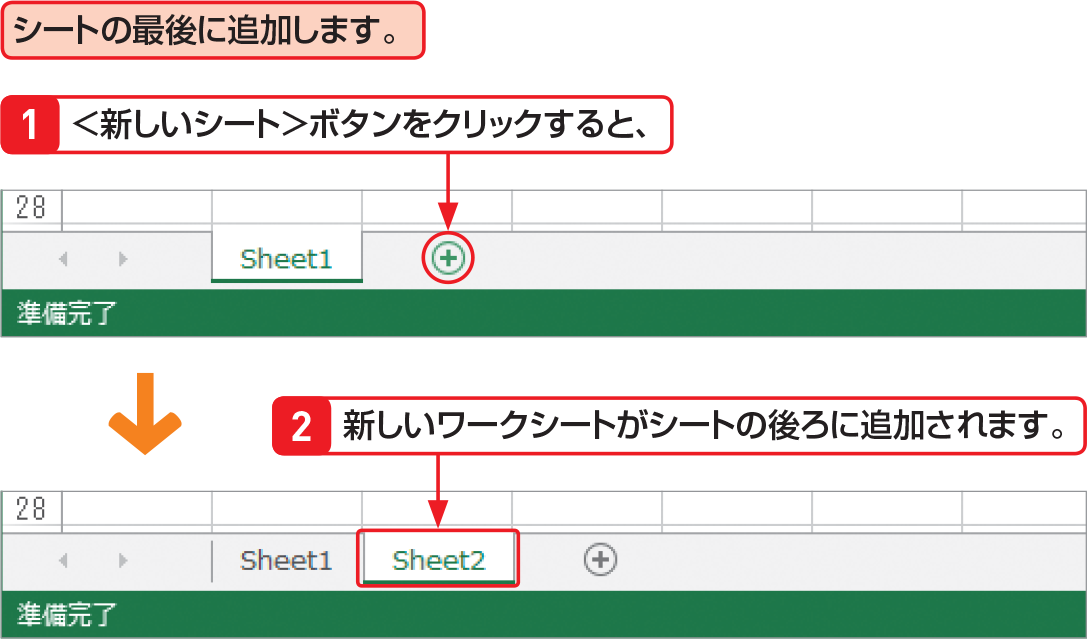 シートの最後に追加します。
1 <新しいシート>ボタンをクリックすると、
28
Sheet1
準備完了
2 新しいワークシートがシートの後ろに追加されます。
28
Sheet1 Sheet2
準備完了